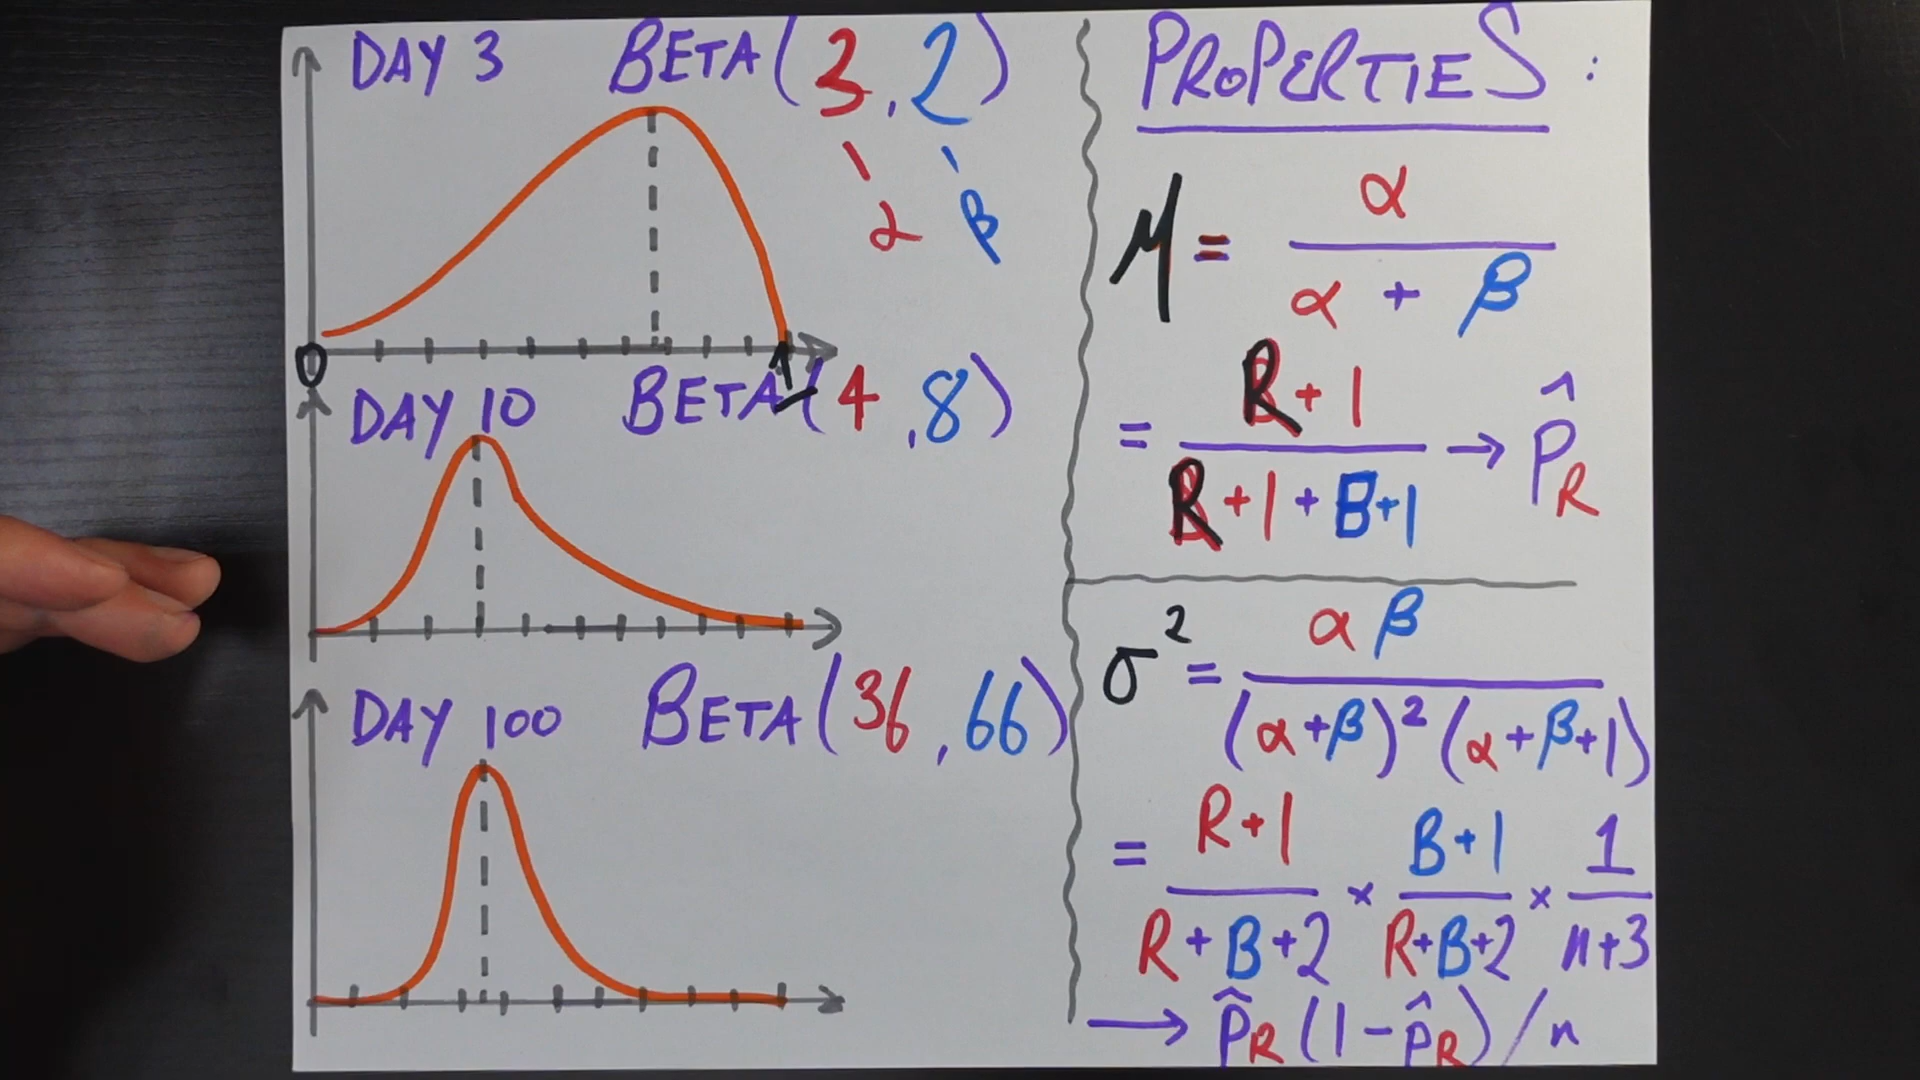 DAY 3 BETA(3,2)
α β
0 1
DAY 10 BETA(4,8)
DAY 100 BETA(36,66)
PROPERTIES:
α
μ = 
α + β
R+1
= → p̂R
R+1+B+1
αβ
σ² = 
(α+β)²(α+β+1)
R+1 B+1 1
= × ×
R+B+2 R+B+2 n+3
→ p̂R(1-p̂R)/n